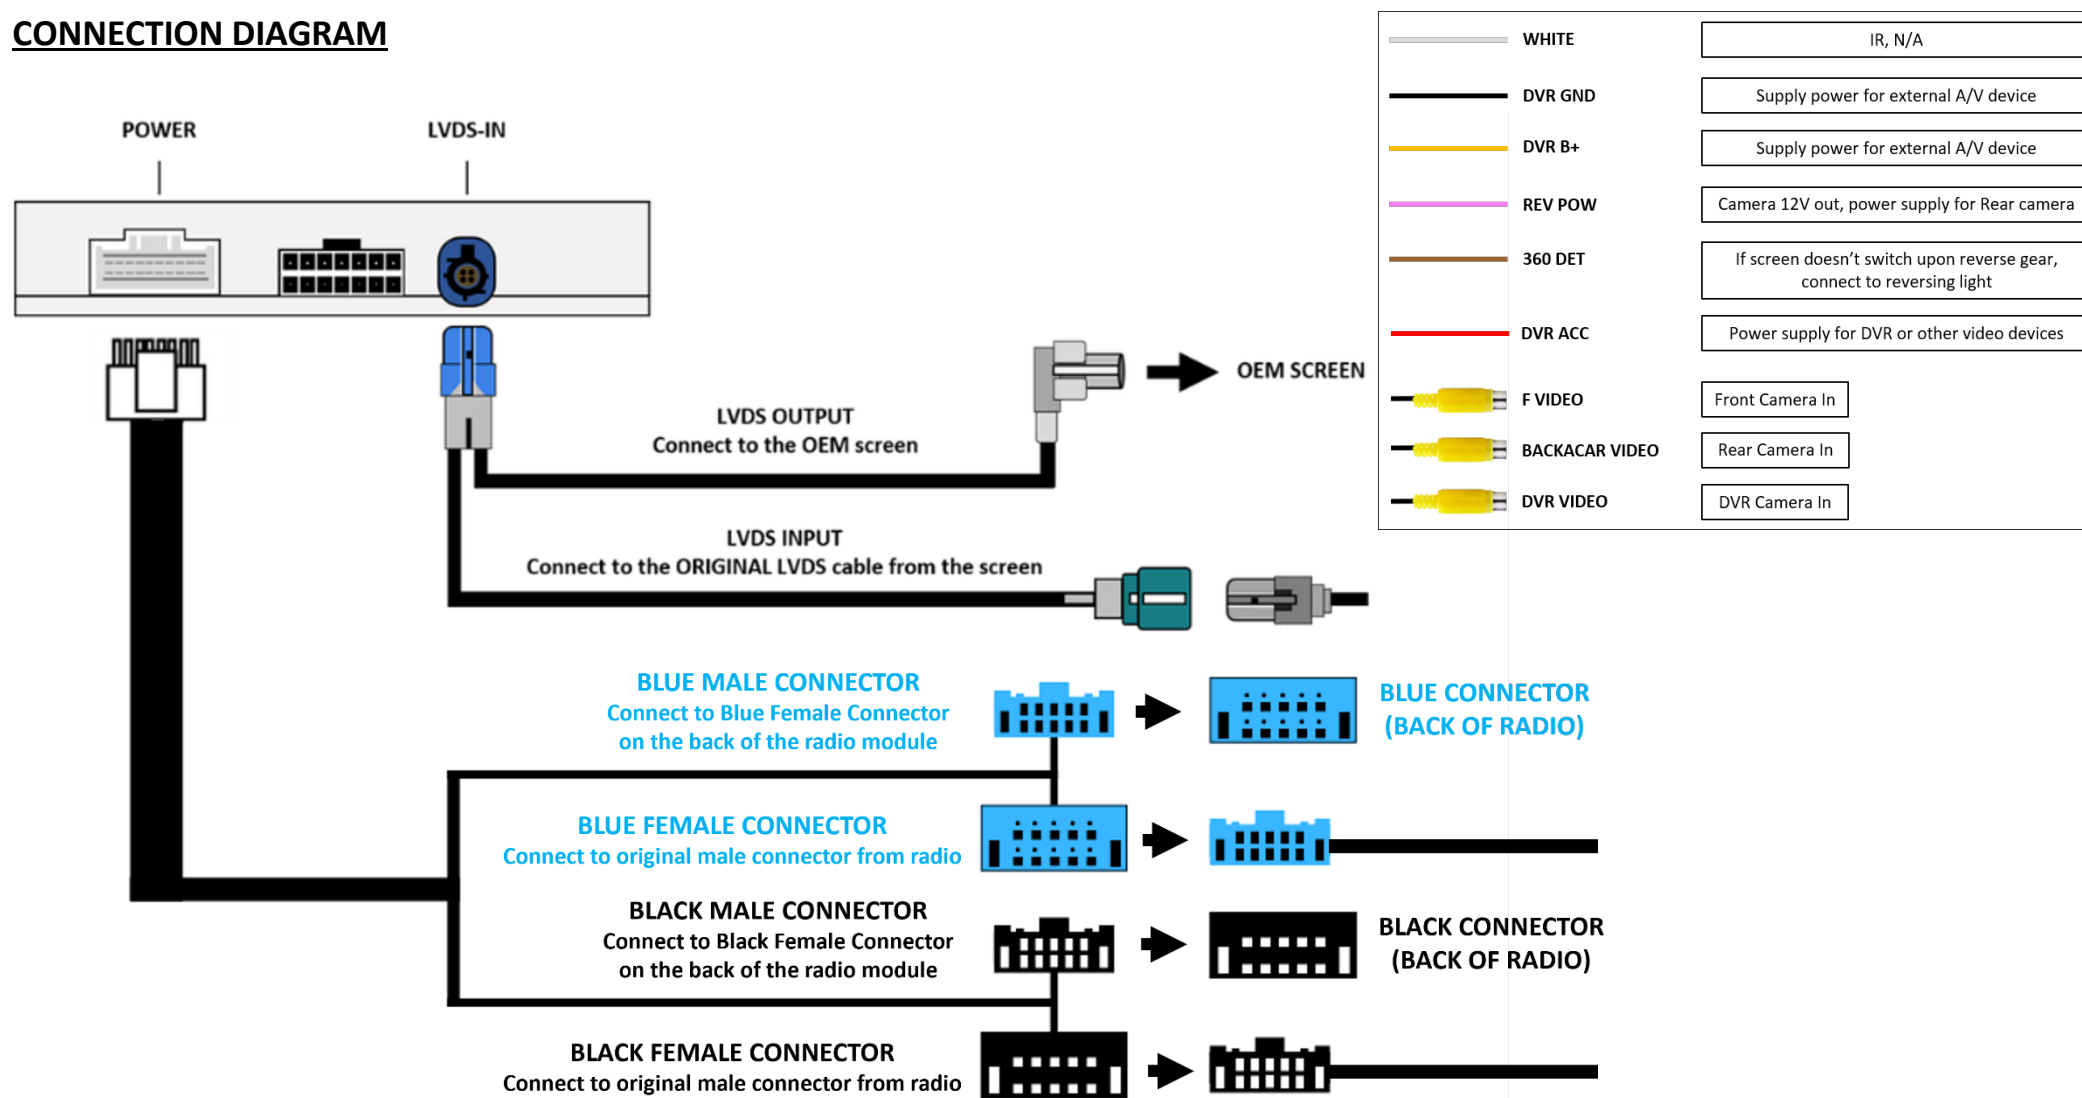 CONNECTION DIAGRAM
POWER
LVDS-IN
LVDS OUTPUT
Connect to the OEM screen
OEM SCREEN
LVDS INPUT
Connect to the ORIGINAL LVDS cable from the screen
BLUE MALE CONNECTOR
Connect to Blue Female Connector
on the back of the radio module
BLUE CONNECTOR
(BACK OF RADIO)
BLUE FEMALE CONNECTOR
Connect to original male connector from radio
BLACK MALE CONNECTOR
Connect to Black Female Connector
on the back of the radio module
BLACK CONNECTOR
(BACK OF RADIO)
BLACK FEMALE CONNECTOR
Connect to original male connector from radio
WHITE IR, N/A
DVR GND Supply power for external A/V device
DVR B+ Supply power for external A/V device
REV POW Camera 12V out, power supply for Rear camera
360 DET If screen doesn’t switch upon reverse gear,
connect to reversing light
DVR ACC Power supply for DVR or other video devices
F VIDEO Front Camera In
BACKACAR VIDEO Rear Camera In
DVR VIDEO DVR Camera In